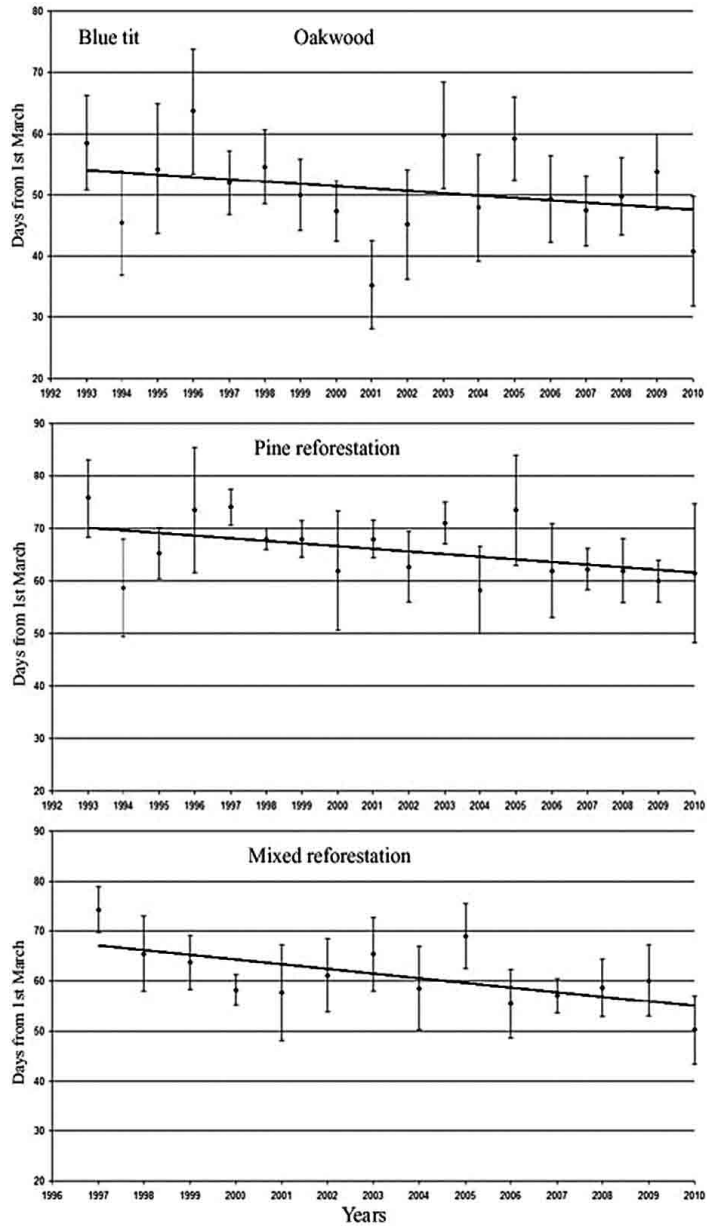 Blue tit Oakwood
Days from 1st March
80
70
60
50
40
30
20
1992 1993 1994 1995 1996 1997 1998 1999 2000 2001 2002 2003 2004 2005 2006 2007 2008 2009 2010
Pine reforestation
Days from 1st March
90
80
70
60
50
40
30
20
1992 1993 1994 1995 1996 1997 1998 1999 2000 2001 2002 2003 2004 2005 2006 2007 2008 2009 2010
Mixed reforestation
Days from 1st March
90
80
70
60
50
40
30
20
1996 1997 1998 1999 2000 2001 2002 2003 2004 2005 2006 2007 2008 2009 2010
Years